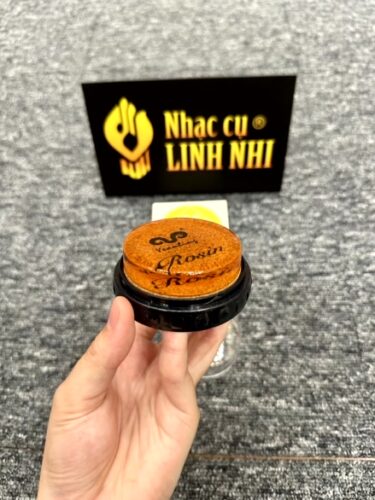 Nhạc cụ ®
LINH NHI
Rosin